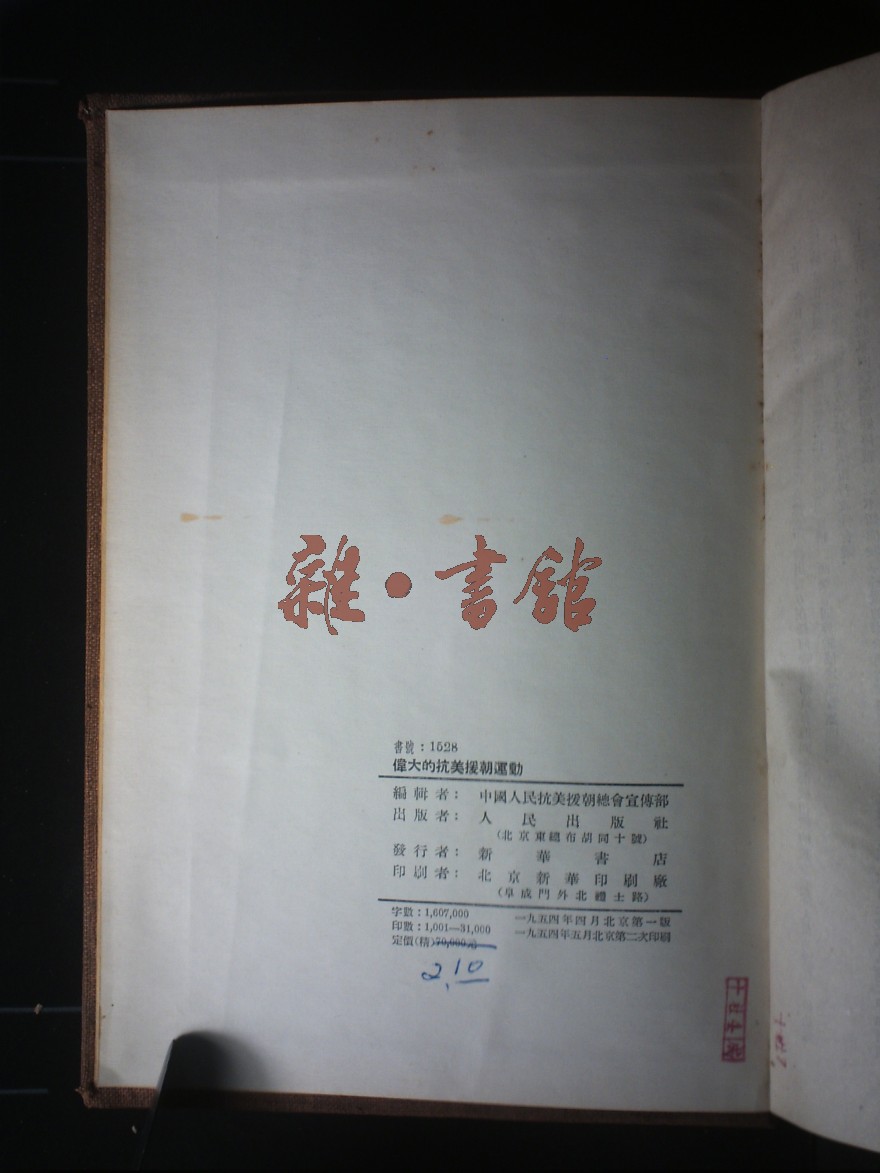 雜·書館
書號：1528
偉大的抗美援朝運動
編輯者：中國人民抗美援朝總會宣傳部
出版者：人民出版社
（北京東總布胡同十號）
發行者：新華書店
印刷者：北京新華印刷廠
（阜成門外北禮士路）
字數：1,607,000 一九五四年四月北京第一版
印數：1,001—31,000 一九五四年五月北京第二次印刷
定價（精）70,000元
2.10